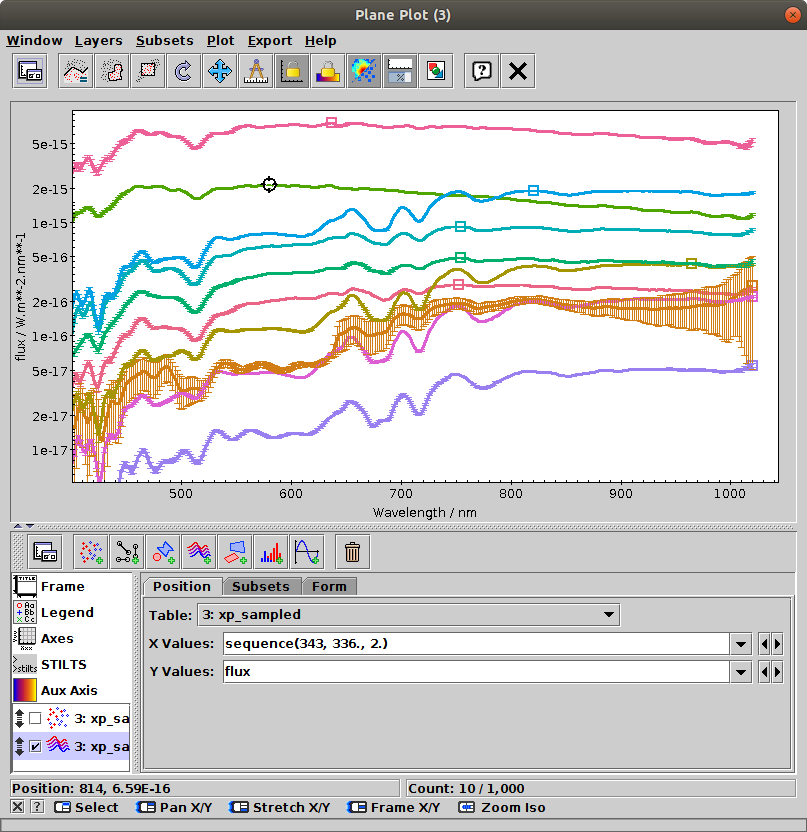 Plane Plot (3)
Window Layers Subsets Plot Export Help
5e-15
2e-15
1e-15
5e-16
2e-16
1e-16
5e-17
2e-17
1e-17
flux / W.m**-2.nm**-1
500 600 700 800 900 1000
Wavelength / nm
Frame
Legend
Axes
STILTS
Aux Axis
3: xp_sa
3: xp_sa
Position Subsets Form
Table: 3: xp_sampled
X Values: sequence(343, 336., 2.)
Y Values: flux
Position: 814, 6.59E-16 Count: 10 / 1,000
Select Pan X/Y Stretch X/Y Frame X/Y Zoom Iso